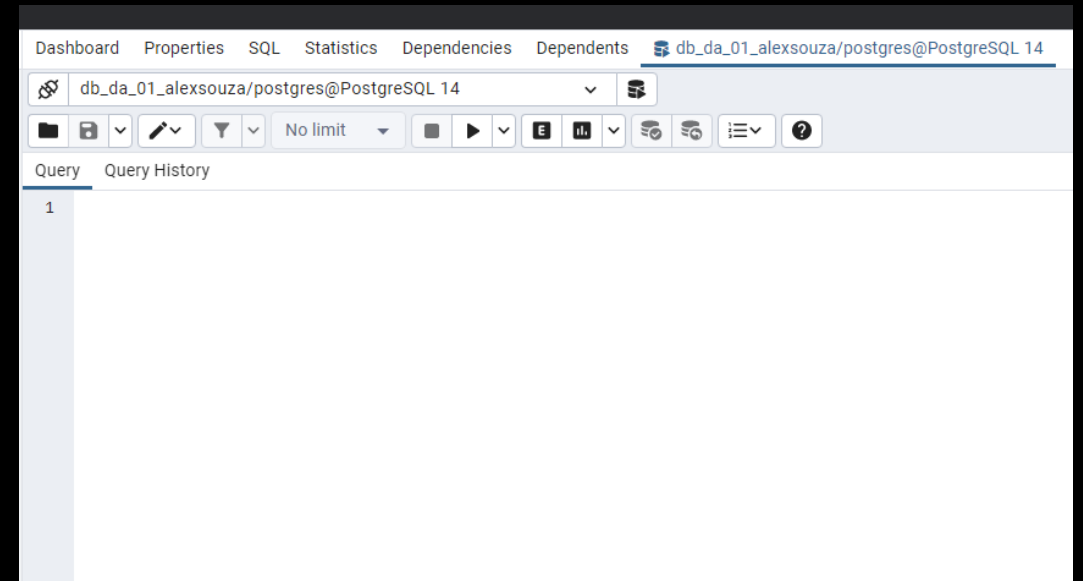 Dashboard Properties SQL Statistics Dependencies Dependents db_da_01_alexsouza/postgres@PostgreSQL 14
db_da_01_alexsouza/postgres@PostgreSQL 14
No limit E
Query Query History
1